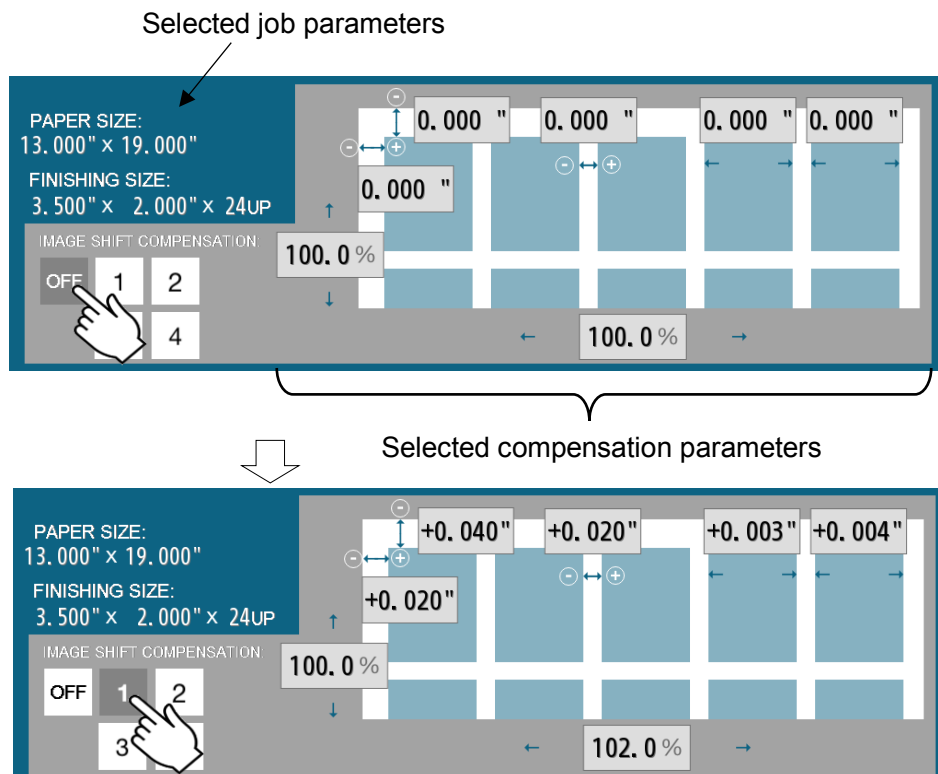 Selected job parameters
PAPER SIZE:
13.000" x 19.000"
FINISHING SIZE:
3.500" x 2.000" x 24UP
IMAGE SHIFT COMPENSATION:
OFF 1 2
4
0.000 " 0.000 " 0.000 " 0.000 "
0.000 "
100.0 %
100.0 %
Selected compensation parameters
PAPER SIZE:
13.000" x 19.000"
FINISHING SIZE:
3.500" x 2.000" x 24UP
IMAGE SHIFT COMPENSATION:
OFF 1 2
3
+0.040" +0.020" +0.003" +0.004"
+0.020"
100.0 %
102.0 %